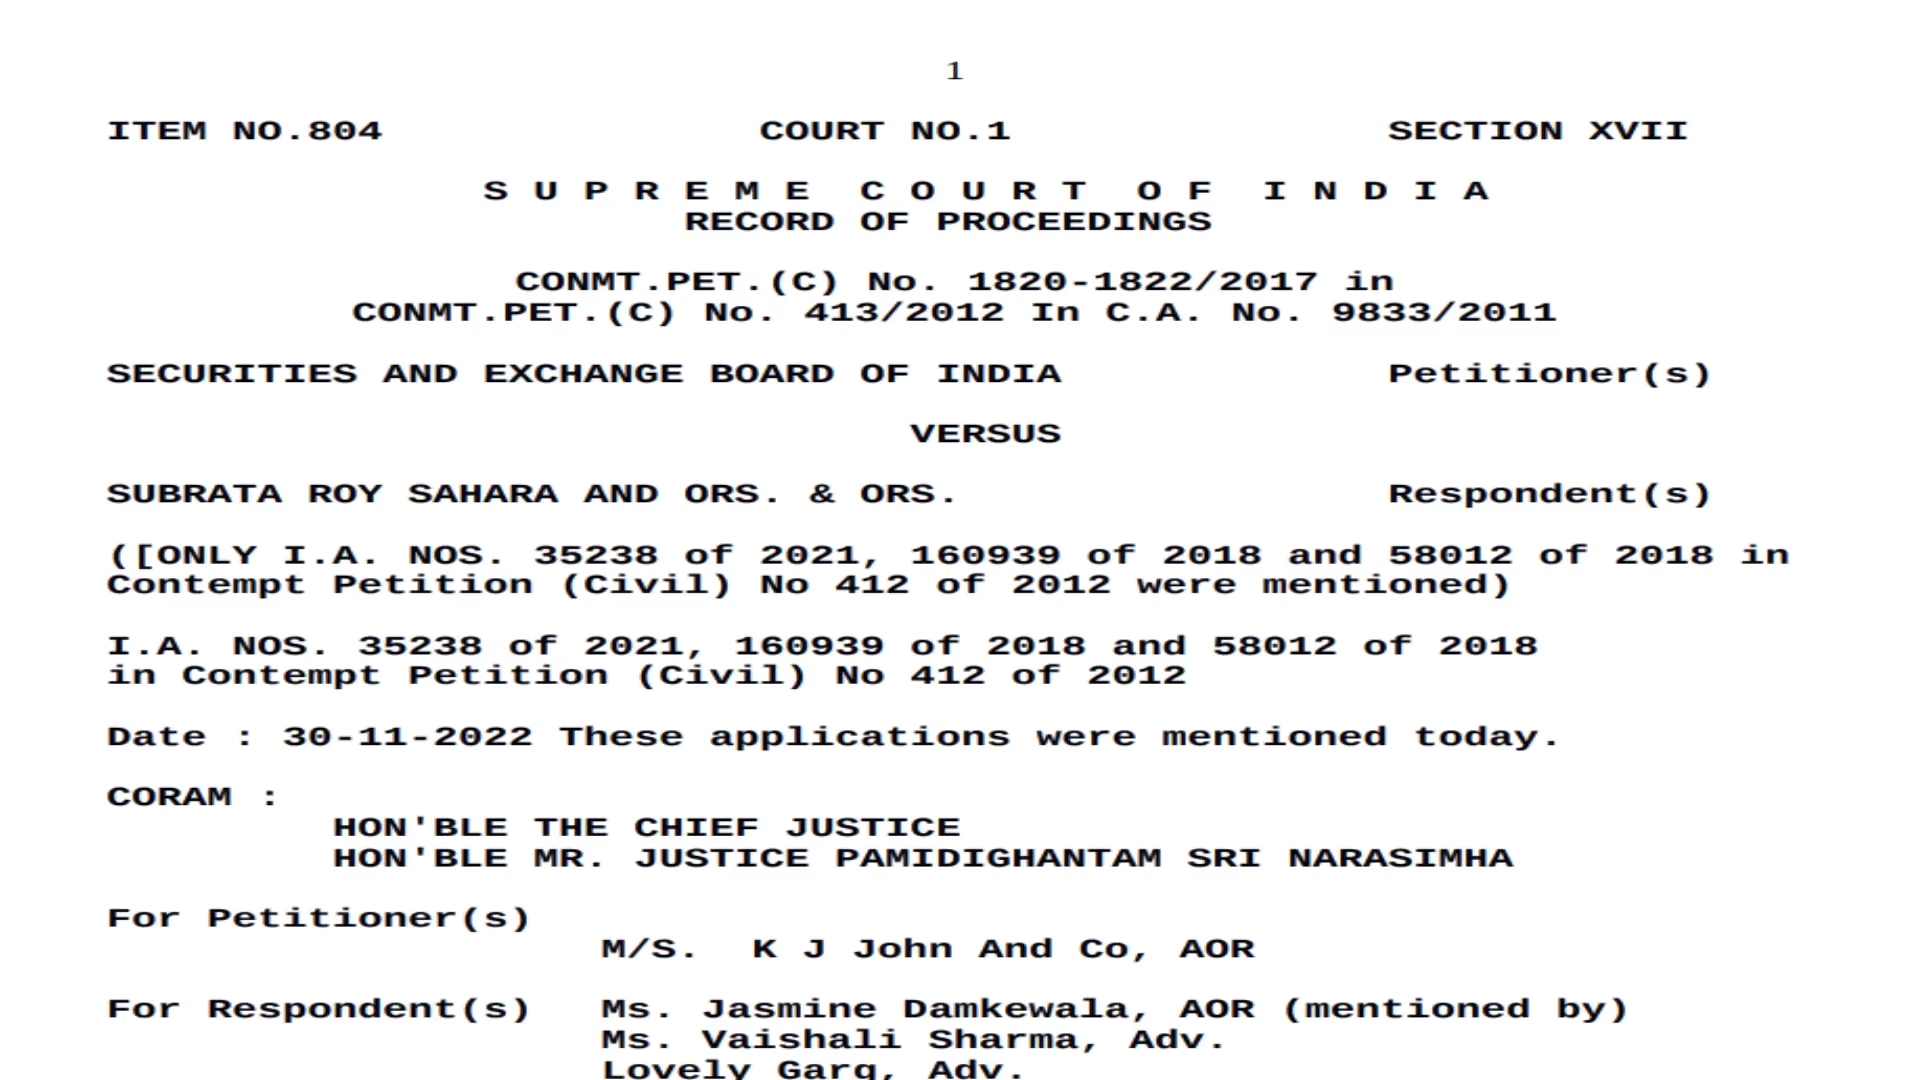 1
ITEM NO.804 COURT NO.1 SECTION XVII
S U P R E M E C O U R T O F I N D I A
RECORD OF PROCEEDINGS
CONMT.PET.(C) No. 1820-1822/2017 in
CONMT.PET.(C) No. 413/2012 In C.A. No. 9833/2011
SECURITIES AND EXCHANGE BOARD OF INDIA Petitioner(s)
VERSUS
SUBRATA ROY SAHARA AND ORS. & ORS. Respondent(s)
([ONLY I.A. NOS. 35238 of 2021, 160939 of 2018 and 58012 of 2018 in
Contempt Petition (Civil) No 412 of 2012 were mentioned)
I.A. NOS. 35238 of 2021, 160939 of 2018 and 58012 of 2018
in Contempt Petition (Civil) No 412 of 2012
Date : 30-11-2022 These applications were mentioned today.
CORAM :
HON'BLE THE CHIEF JUSTICE
HON'BLE MR. JUSTICE PAMIDIGHANTAM SRI NARASIMHA
For Petitioner(s)
M/S. K J John And Co, AOR
For Respondent(s) Ms. Jasmine Damkewala, AOR (mentioned by)
Ms. Vaishali Sharma, Adv.
Lovely Garg, Adv.